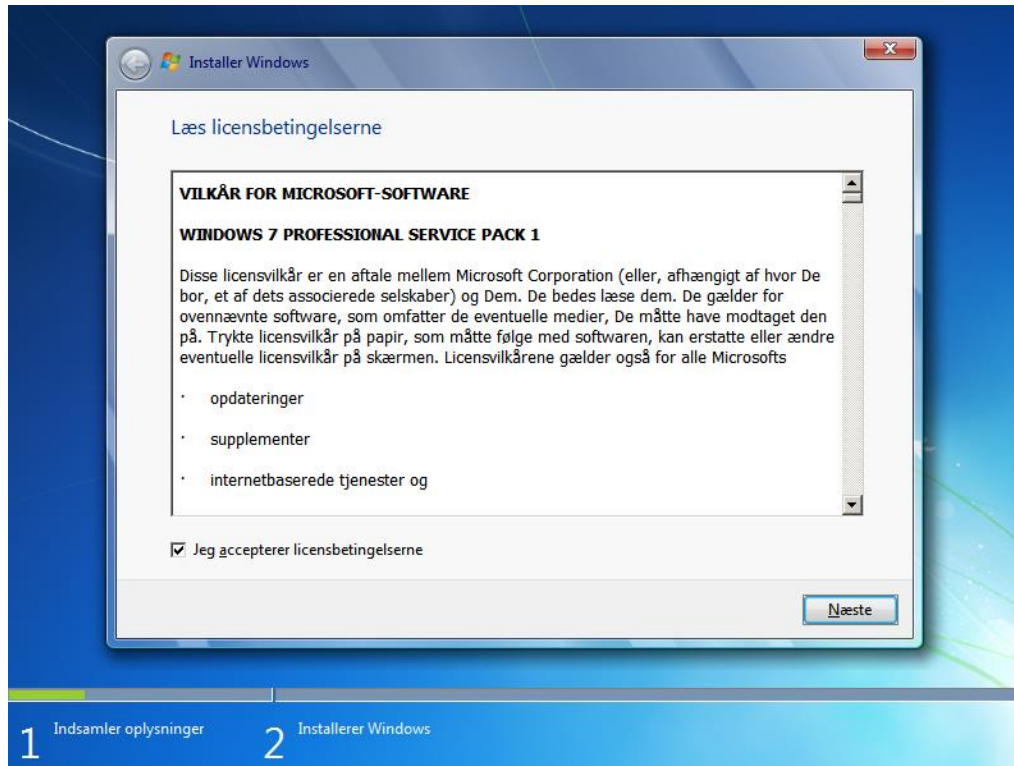 Installer Windows
Læs licensbetingelserne
VILKÅR FOR MICROSOFT-SOFTWARE
WINDOWS 7 PROFESSIONAL SERVICE PACK 1
Disse licensvilkår er en aftale mellem Microsoft Corporation (eller, afhængigt af hvor De
bor, et af dets associerede selskaber) og Dem. De bedes læse dem. De gælder for
ovennævnte software, som omfatter de eventuelle medier, De måtte have modtaget den
på. Trykte licensvilkår på papir, som måtte følge med softwaren, kan erstatte eller ændre
eventuelle licensvilkår på skærmen. Licensvilkårene gælder også for alle Microsofts
· opdateringer
· supplementer
· internetbaserede tjenester og
Jeg accepterer licensbetingelserne
Næste
1 Indsamler oplysninger
2 Installerer Windows